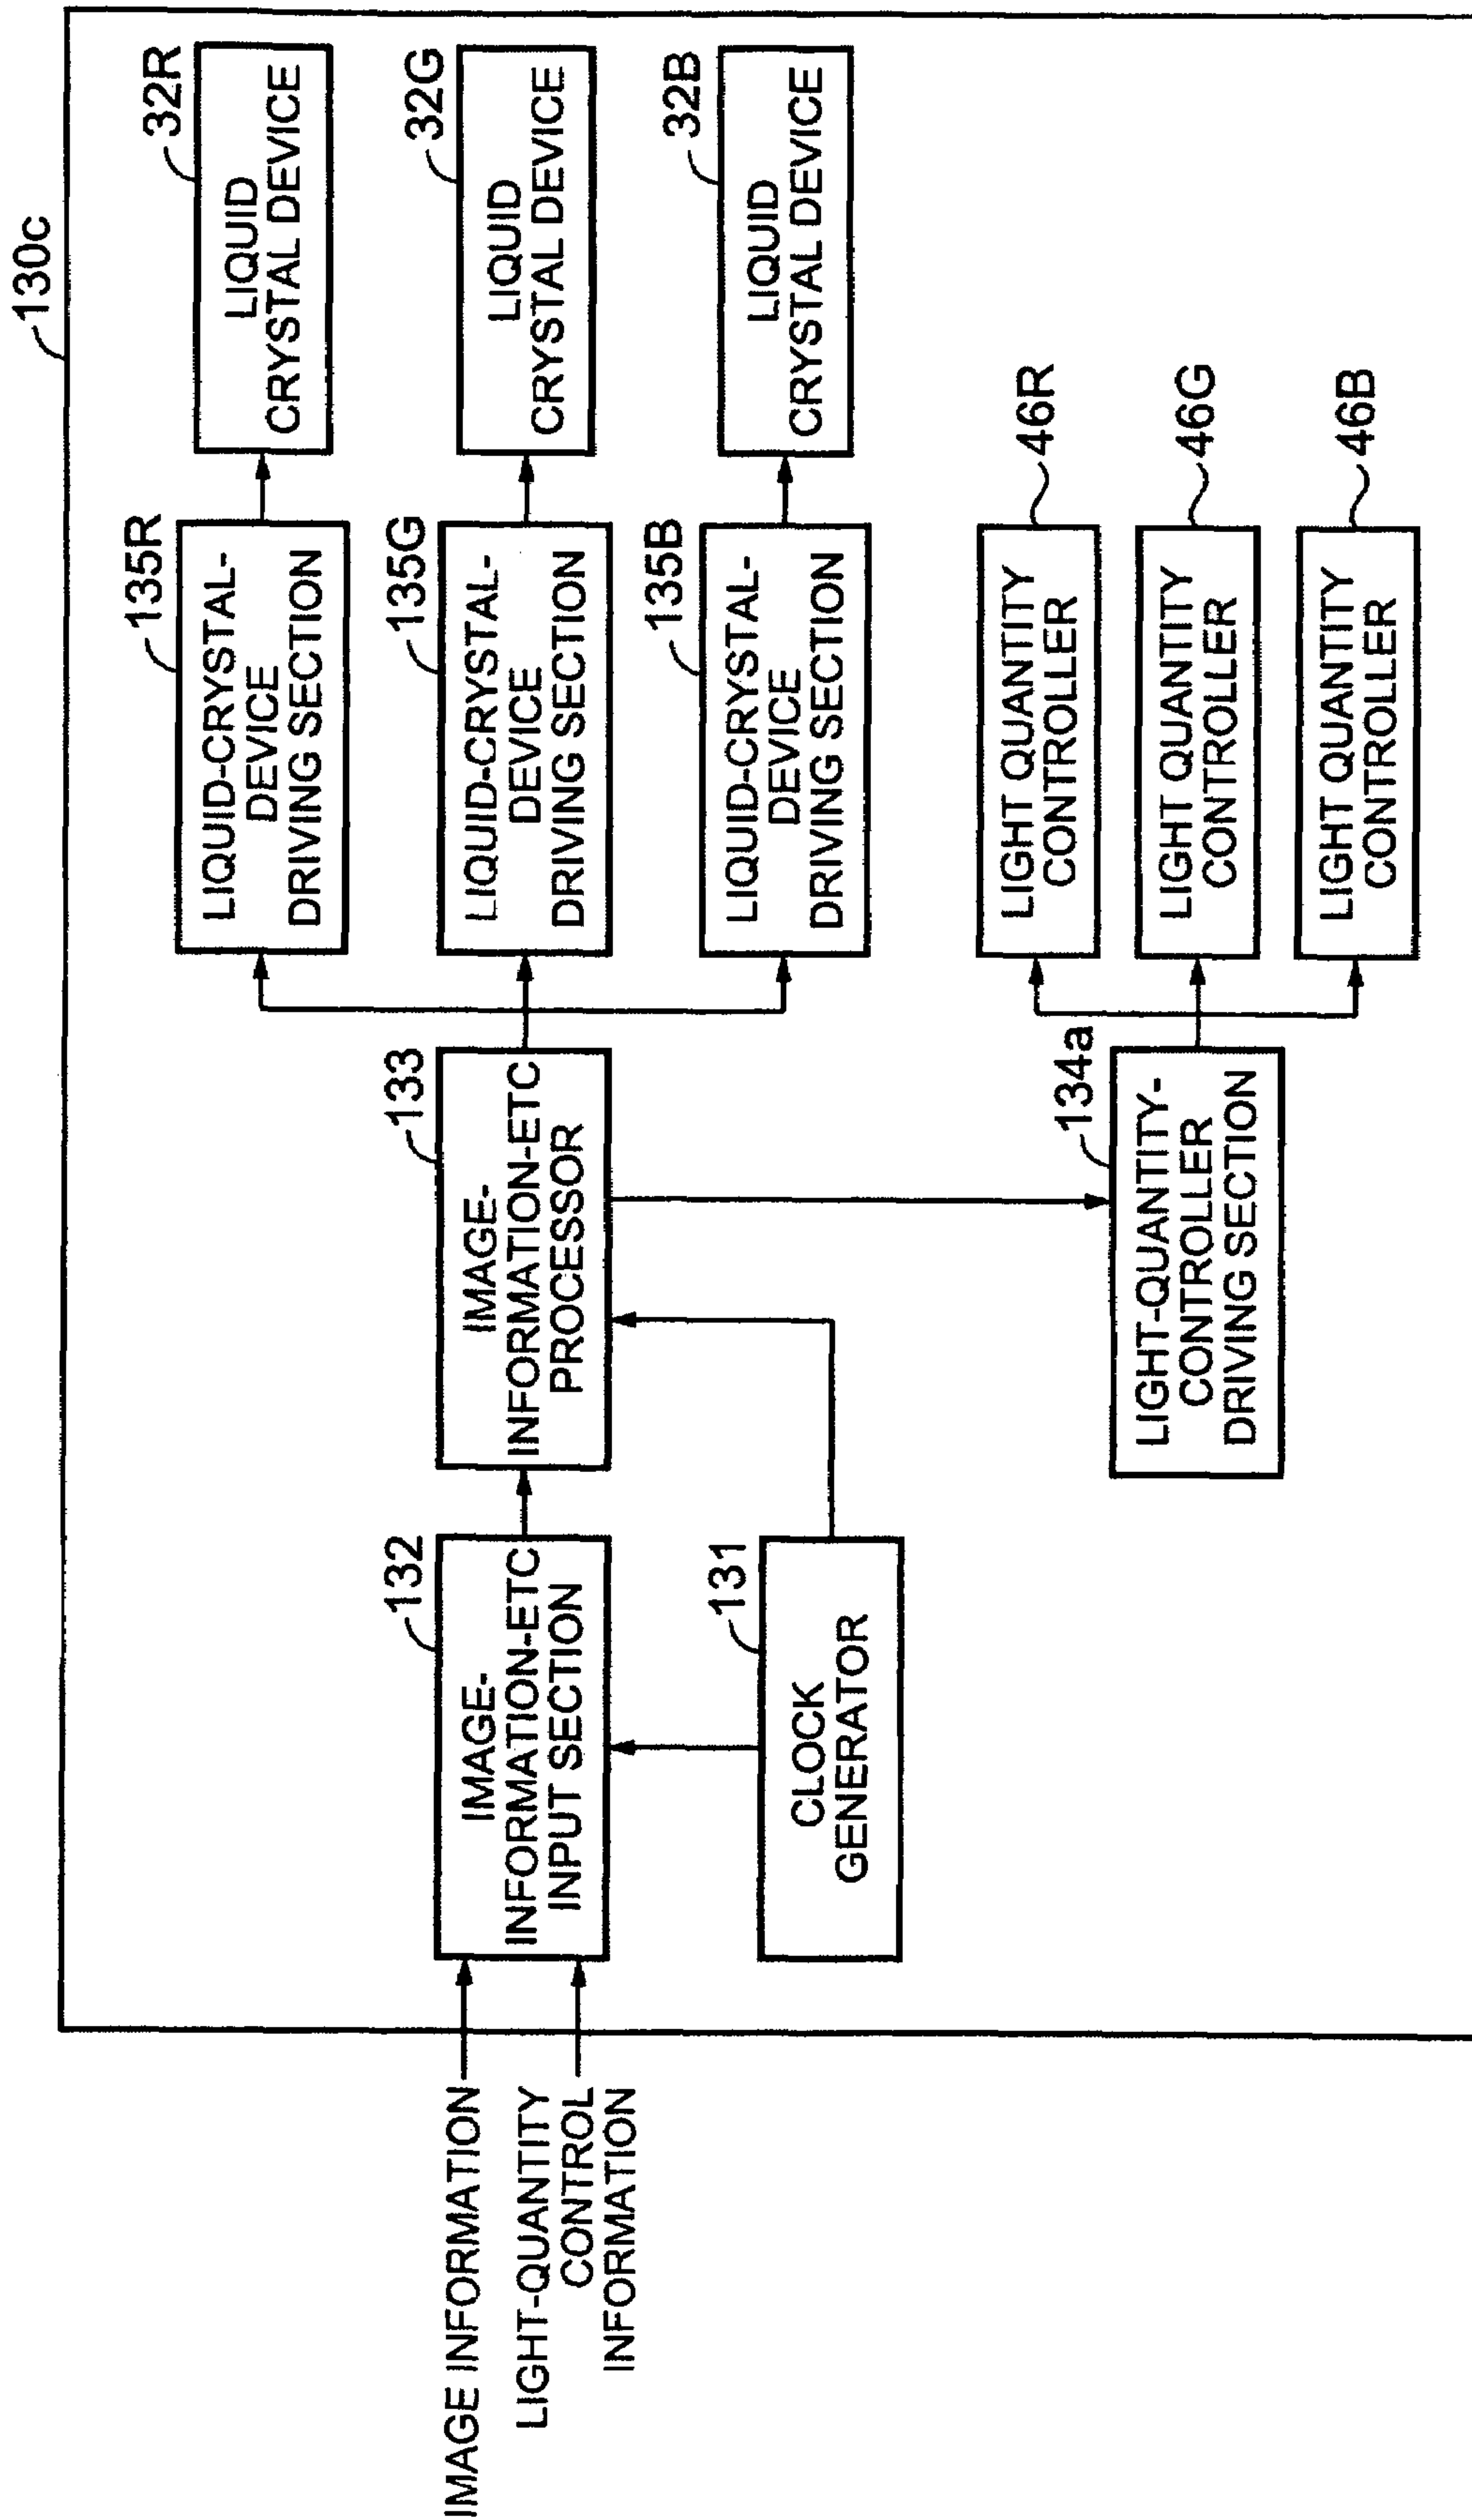 130c
IMAGE INFORMATION
LIGHT-QUANTITY
CONTROL
INFORMATION
132
IMAGE-
INFORMATION-ETC
INPUT SECTION
131
CLOCK
GENERATOR
133
IMAGE-
INFORMATION-ETC
PROCESSOR
134a
LIGHT-QUANTITY-
CONTROLLER
DRIVING SECTION
135R
LIQUID-CRYSTAL-
DEVICE
DRIVING SECTION
135G
LIQUID-CRYSTAL-
DEVICE
DRIVING SECTION
135B
LIQUID-CRYSTAL-
DEVICE
DRIVING SECTION
32R
LIQUID
CRYSTAL DEVICE
32G
LIQUID
CRYSTAL DEVICE
32B
LIQUID
CRYSTAL DEVICE
LIGHT QUANTITY
CONTROLLER
46R
LIGHT QUANTITY
CONTROLLER
46G
LIGHT QUANTITY
CONTROLLER
46B